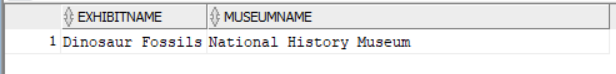 EXHIBITNAME MUSEUMNAME
1 Dinosaur Fossils National History Museum